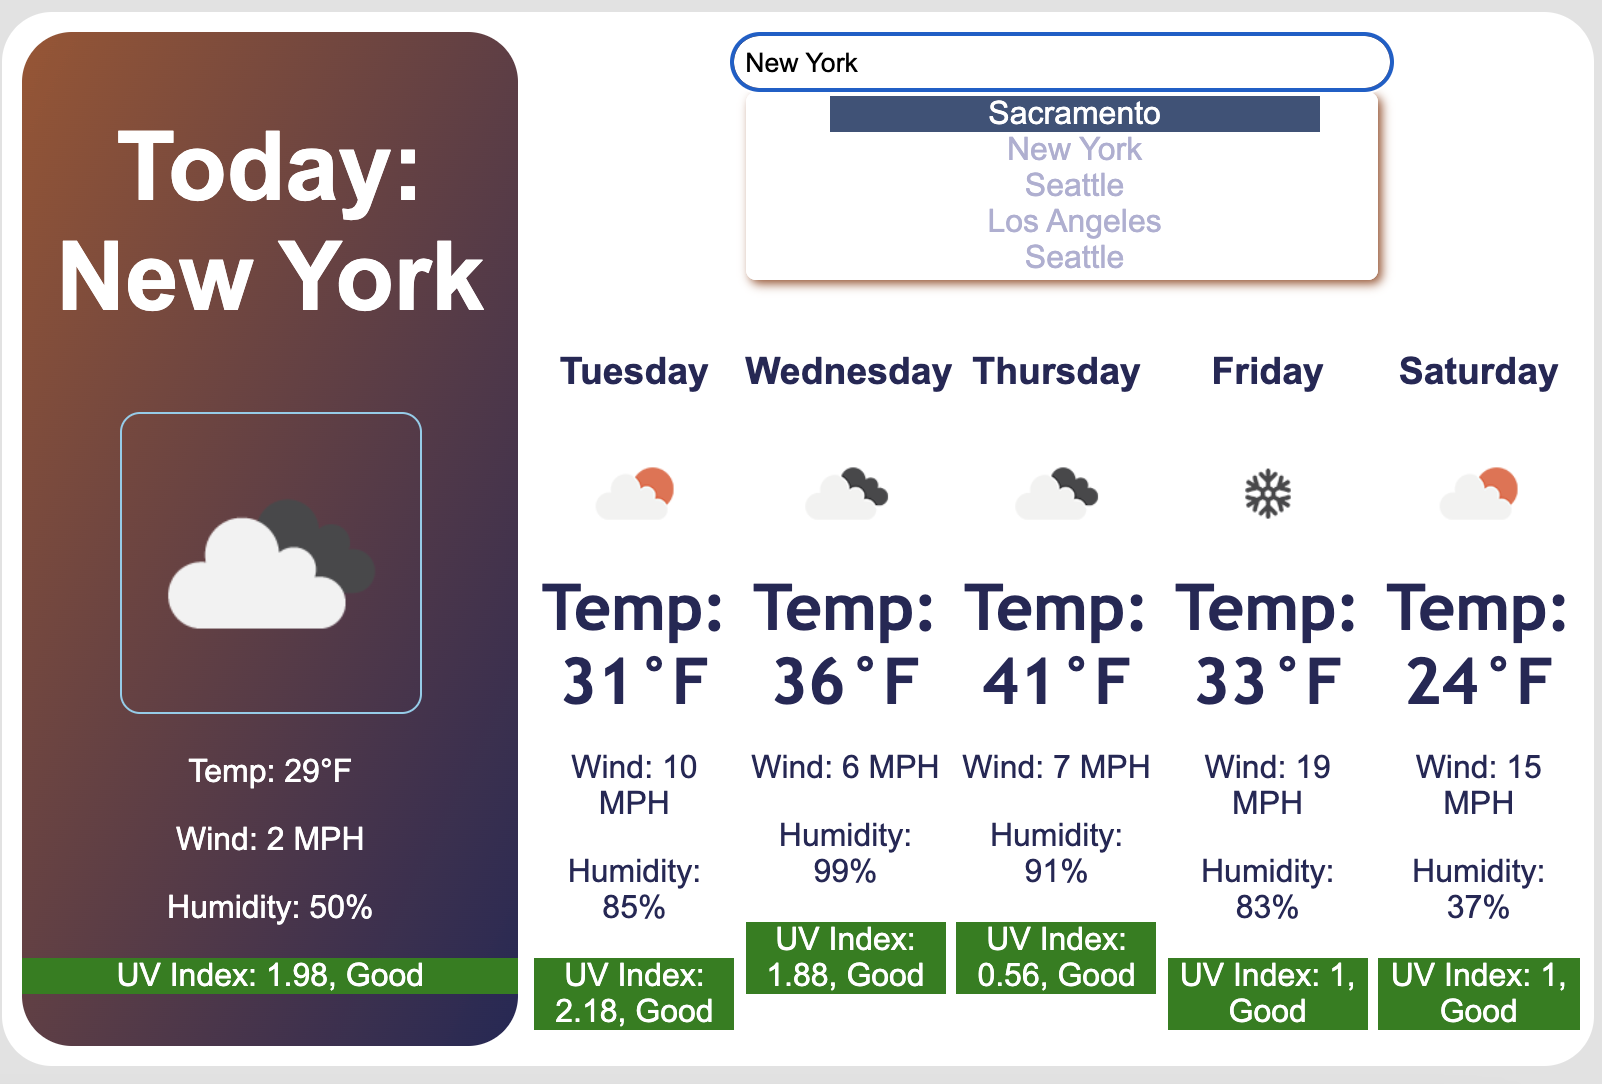 Today:
New York
Temp: 29°F
Wind: 2 MPH
Humidity: 50%
UV Index: 1.98, Good
New York
Sacramento
New York
Seattle
Los Angeles
Seattle
Tuesday
Temp:
31°F
Wind: 10
MPH
Humidity:
85%
UV Index:
2.18, Good
Wednesday
Temp:
36°F
Wind: 6 MPH
Humidity:
99%
UV Index:
1.88, Good
Thursday
Temp:
41°F
Wind: 7 MPH
Humidity:
91%
UV Index:
0.56, Good
Friday
Temp:
33°F
Wind: 19
MPH
Humidity:
83%
UV Index: 1,
Good
Saturday
Temp:
24°F
Wind: 15
MPH
Humidity:
37%
UV Index: 1,
Good